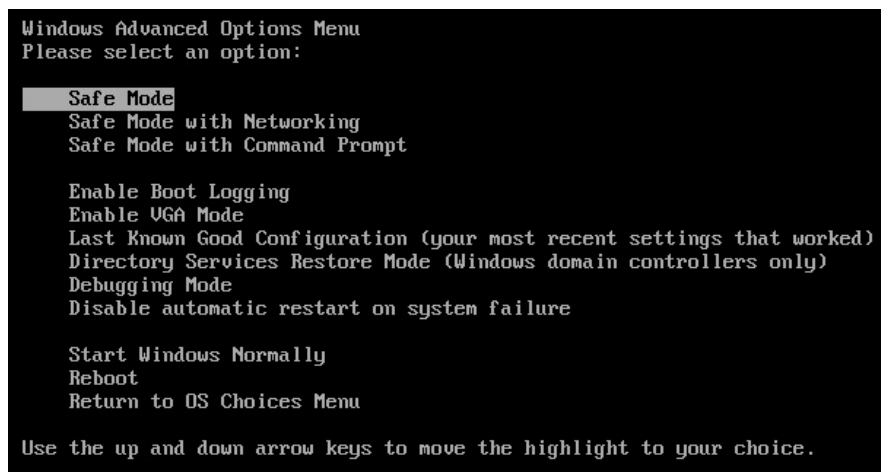 Windows Advanced Options Menu
Please select an option:
Safe Mode
Safe Mode with Networking
Safe Mode with Command Prompt
Enable Boot Logging
Enable VGA Mode
Last Known Good Configuration (your most recent settings that worked)
Directory Services Restore Mode (Windows domain controllers only)
Debugging Mode
Disable automatic restart on system failure
Start Windows Normally
Reboot
Return to OS Choices Menu
Use the up and down arrow keys to move the highlight to your choice.